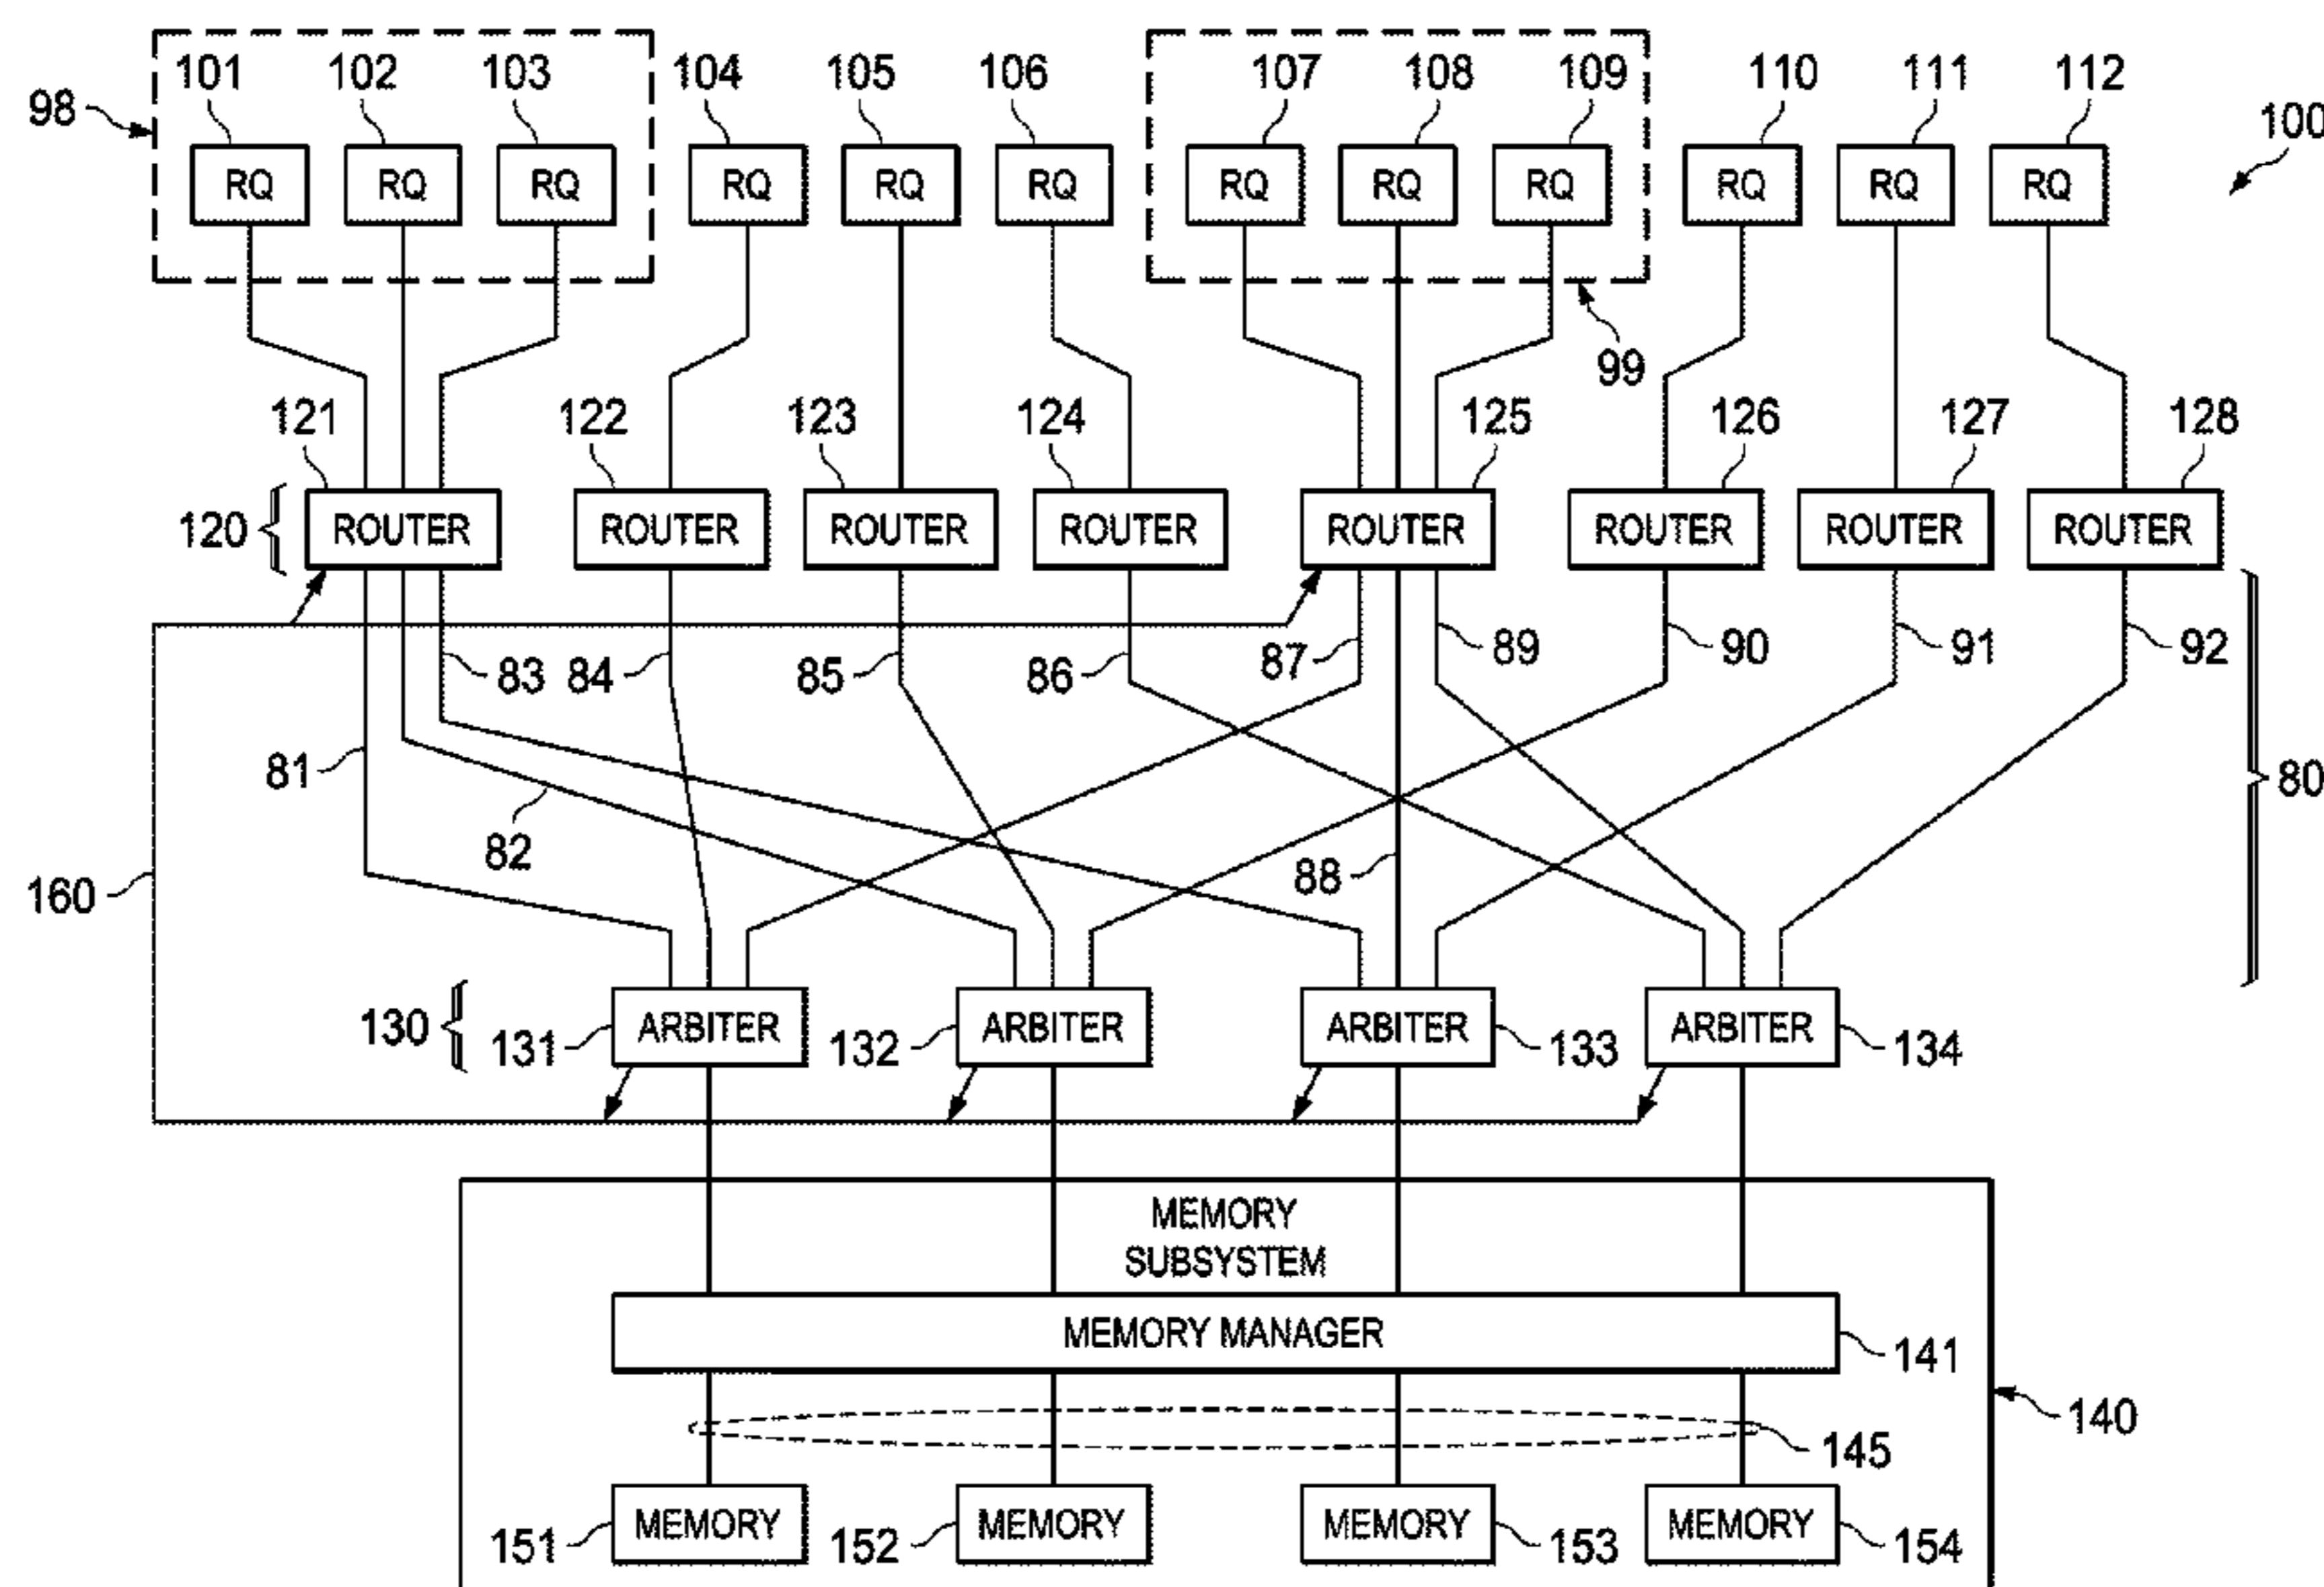 101 102 103 104 105 106 107 108 109 110 111 112
98
100
RQ RQ RQ RQ RQ RQ RQ RQ RQ RQ RQ RQ
99
121 122 123 124 125 126 127 128
120 ROUTER ROUTER ROUTER ROUTER ROUTER ROUTER ROUTER ROUTER
83 84 85 86 87 89 90 91 92
81 80
82 88
160
130 131 ARBITER 132 ARBITER ARBITER 133 ARBITER 134
MEMORY
SUBSYSTEM
MEMORY MANAGER 141
140
145
151 MEMORY 152 MEMORY MEMORY 153 MEMORY 154